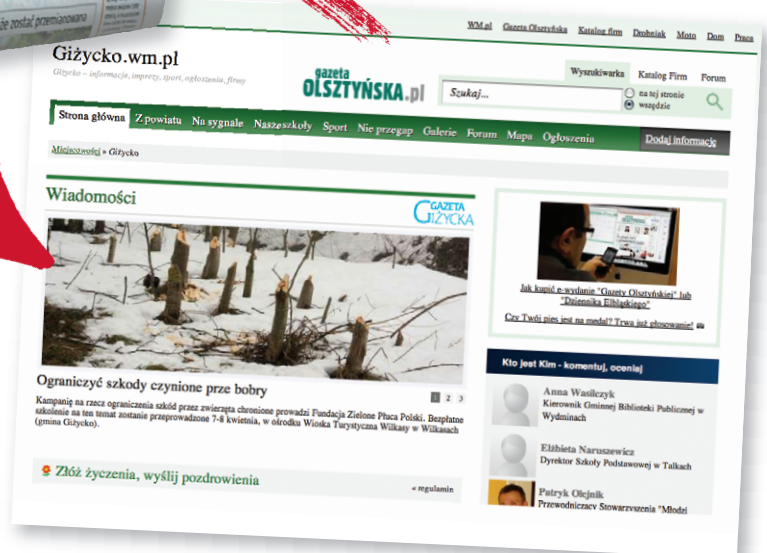 że zostać przemianowana
WM.pl Gazeta Olsztyńska Katalog firm Drobniak Moto Dom Praca
Giżycko.wm.pl
Giżycko – informacje, imprezy, sport, ogłoszenia, firmy
gazeta
OLSZTYŃSKA.pl
Wyszukiwarka Katalog Firm Forum
Szukaj...
na tej stronie
wszędzie
Strona główna Z powiatu Na sygnale Nasze szkoły Sport Nie przegap Galerie Forum Mapa Ogłoszenia Dodaj informację
Miejscowości » Giżycko
Wiadomości
GAZETA
GIŻYCKA
Ograniczyć szkody czynione prze bobry
1 2 3
Kampanię na rzecz ograniczenia szkód przez zwierzęta chronione prowadzi Fundacja Zielone Płuca Polski. Bezpłatne
szkolenie na ten temat zostanie przeprowadzone 7-8 kwietnia, w ośrodku Wioska Turystyczna Wilkasy w Wilkasach
(gmina Giżycko).
Złóż życzenia, wyślij pozdrowienia
« regulamin
Jak kupić e-wydanie "Gazety Olsztyńskiej" lub
"Dziennika Elbląskiego"
Czy Twój pies jest na medal? Trwa już głosowanie!
Kto jest Kim - komentuj, oceniaj
Anna Wasilczyk
Kierownik Gminnej Biblioteki Publicznej w
Wydminach
Elżbieta Naruszewicz
Dyrektor Szkoły Podstawowej w Talkach
Patryk Olejnik
Przewodniczący Stowarzyszenia "Młodzi